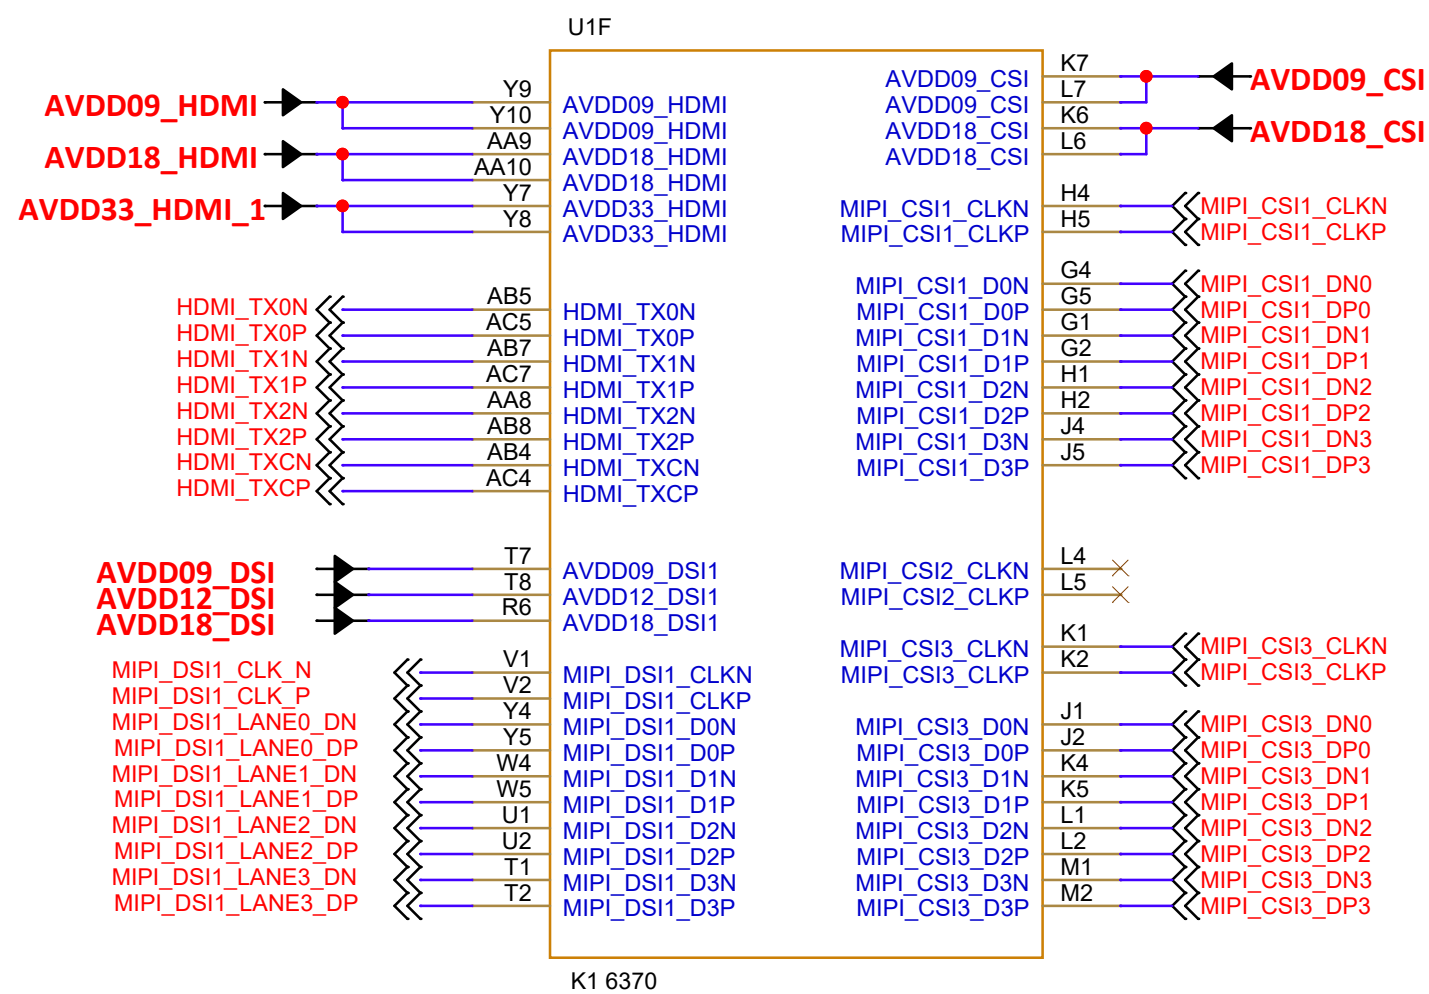 U1F
AVDD09_HDMI Y9 AVDD09_HDMI
Y10 AVDD09_HDMI
AVDD18_HDMI AA9 AVDD18_HDMI
AA10 AVDD18_HDMI
AVDD33_HDMI_1 Y7 AVDD33_HDMI
Y8 AVDD33_HDMI
HDMI_TX0N AB5 HDMI_TX0N
HDMI_TX0P AC5 HDMI_TX0P
HDMI_TX1N AB7 HDMI_TX1N
HDMI_TX1P AC7 HDMI_TX1P
HDMI_TX2N AA8 HDMI_TX2N
HDMI_TX2P AB8 HDMI_TX2P
HDMI_TXCN AB4 HDMI_TXCN
HDMI_TXCP AC4 HDMI_TXCP
AVDD09_DSI T7 AVDD09_DSI1
AVDD12_DSI T8 AVDD12_DSI1
AVDD18_DSI R6 AVDD18_DSI1
MIPI_DSI1_CLK_N V1 MIPI_DSI1_CLKN
MIPI_DSI1_CLK_P V2 MIPI_DSI1_CLKP
MIPI_DSI1_LANE0_DN Y4 MIPI_DSI1_D0N
MIPI_DSI1_LANE0_DP Y5 MIPI_DSI1_D0P
MIPI_DSI1_LANE1_DN W4 MIPI_DSI1_D1N
MIPI_DSI1_LANE1_DP W5 MIPI_DSI1_D1P
MIPI_DSI1_LANE2_DN U1 MIPI_DSI1_D2N
MIPI_DSI1_LANE2_DP U2 MIPI_DSI1_D2P
MIPI_DSI1_LANE3_DN T1 MIPI_DSI1_D3N
MIPI_DSI1_LANE3_DP T2 MIPI_DSI1_D3P
AVDD09_CSI K7 AVDD09_CSI
AVDD09_CSI L7
AVDD18_CSI K6 AVDD18_CSI
AVDD18_CSI L6
MIPI_CSI1_CLKN H4 MIPI_CSI1_CLKN
MIPI_CSI1_CLKP H5 MIPI_CSI1_CLKP
MIPI_CSI1_D0N G4 MIPI_CSI1_DN0
MIPI_CSI1_D0P G5 MIPI_CSI1_DP0
MIPI_CSI1_D1N G1 MIPI_CSI1_DN1
MIPI_CSI1_D1P G2 MIPI_CSI1_DP1
MIPI_CSI1_D2N H1 MIPI_CSI1_DN2
MIPI_CSI1_D2P H2 MIPI_CSI1_DP2
MIPI_CSI1_D3N J4 MIPI_CSI1_DN3
MIPI_CSI1_D3P J5 MIPI_CSI1_DP3
MIPI_CSI2_CLKN L4
MIPI_CSI2_CLKP L5
MIPI_CSI3_CLKN K1 MIPI_CSI3_CLKN
MIPI_CSI3_CLKP K2 MIPI_CSI3_CLKP
MIPI_CSI3_D0N J1 MIPI_CSI3_DN0
MIPI_CSI3_D0P J2 MIPI_CSI3_DP0
MIPI_CSI3_D1N K4 MIPI_CSI3_DN1
MIPI_CSI3_D1P K5 MIPI_CSI3_DP1
MIPI_CSI3_D2N L1 MIPI_CSI3_DN2
MIPI_CSI3_D2P L2 MIPI_CSI3_DP2
MIPI_CSI3_D3N M1 MIPI_CSI3_DN3
MIPI_CSI3_D3P M2 MIPI_CSI3_DP3
K1 6370